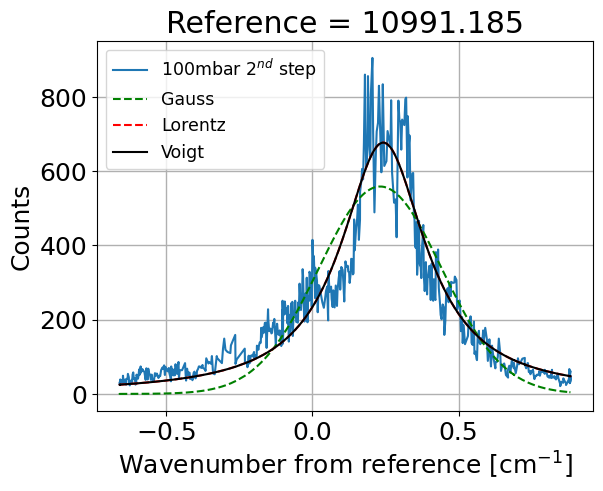 Reference = 10991.185
100mbar 2ⁿᵈ step
Gauss
Lorentz
Voigt
Counts
800
600
400
200
0
−0.5 0.0 0.5
Wavenumber from reference [cm⁻¹]